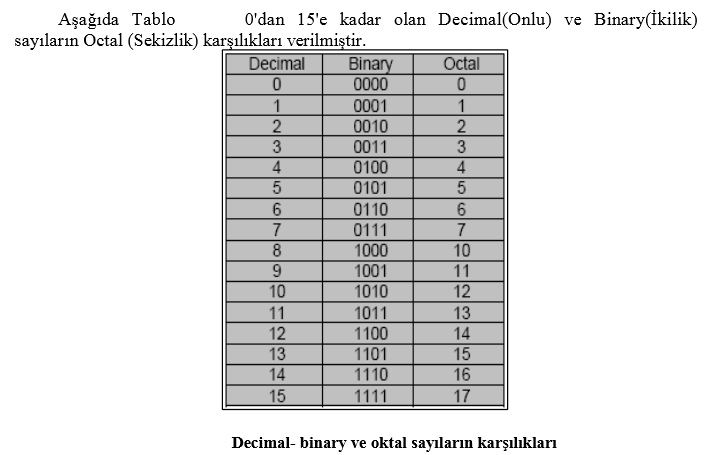 Aşağıda Tablo 0'dan 15'e kadar olan Decimal(Onlu) ve Binary(İkilik)
sayıların Octal (Sekizlik) karşılıkları verilmiştir.
Decimal Binary Octal
0 0000 0
1 0001 1
2 0010 2
3 0011 3
4 0100 4
5 0101 5
6 0110 6
7 0111 7
8 1000 10
9 1001 11
10 1010 12
11 1011 13
12 1100 14
13 1101 15
14 1110 16
15 1111 17
Decimal- binary ve oktal sayıların karşılıkları